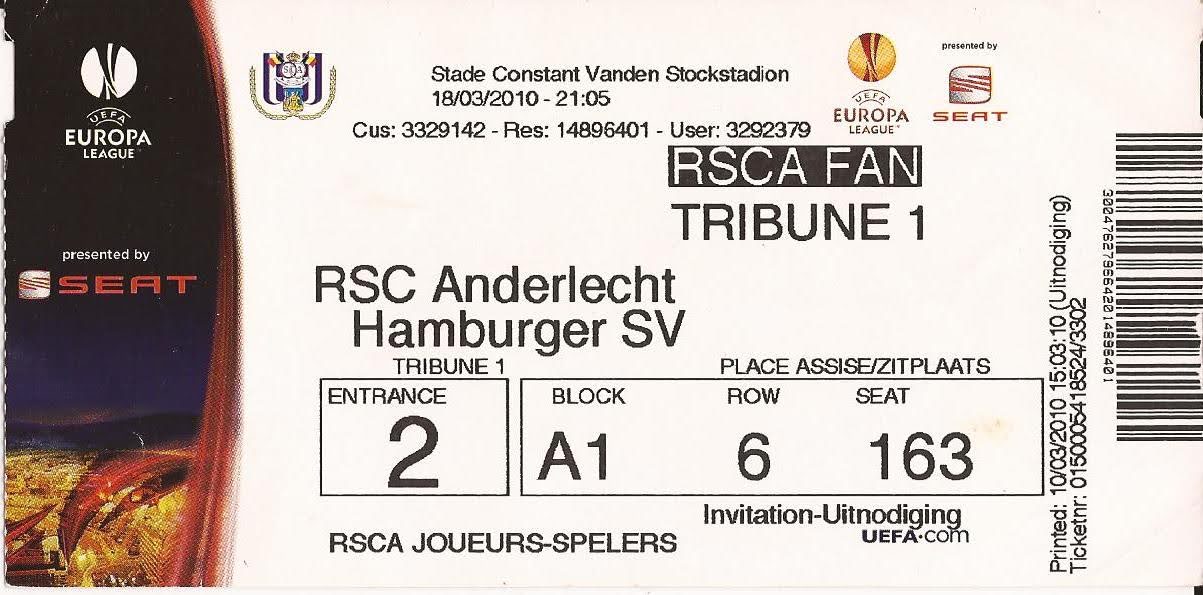 UEFA
EUROPA
LEAGUE
presented by
SEAT
Stade Constant Vanden Stockstadion
18/03/2010 - 21:05
Cus: 3329142 - Res: 14896401 - User: 3292379
UEFA
EUROPA
LEAGUE
presented by
SEAT
RSCA FAN
TRIBUNE 1
RSC Anderlecht
Hamburger SV
TRIBUNE 1
PLACE ASSISE/ZITPLAATS
ENTRANCE
2
BLOCK ROW SEAT
A1 6 163
Invitation-Uitnodiging
UEFA.com
RSCA JOUEURS-SPELERS
Printed: 10/03/2010 15:03:10 (Uitnodiging)
Ticketnr: 0150005418524/3302